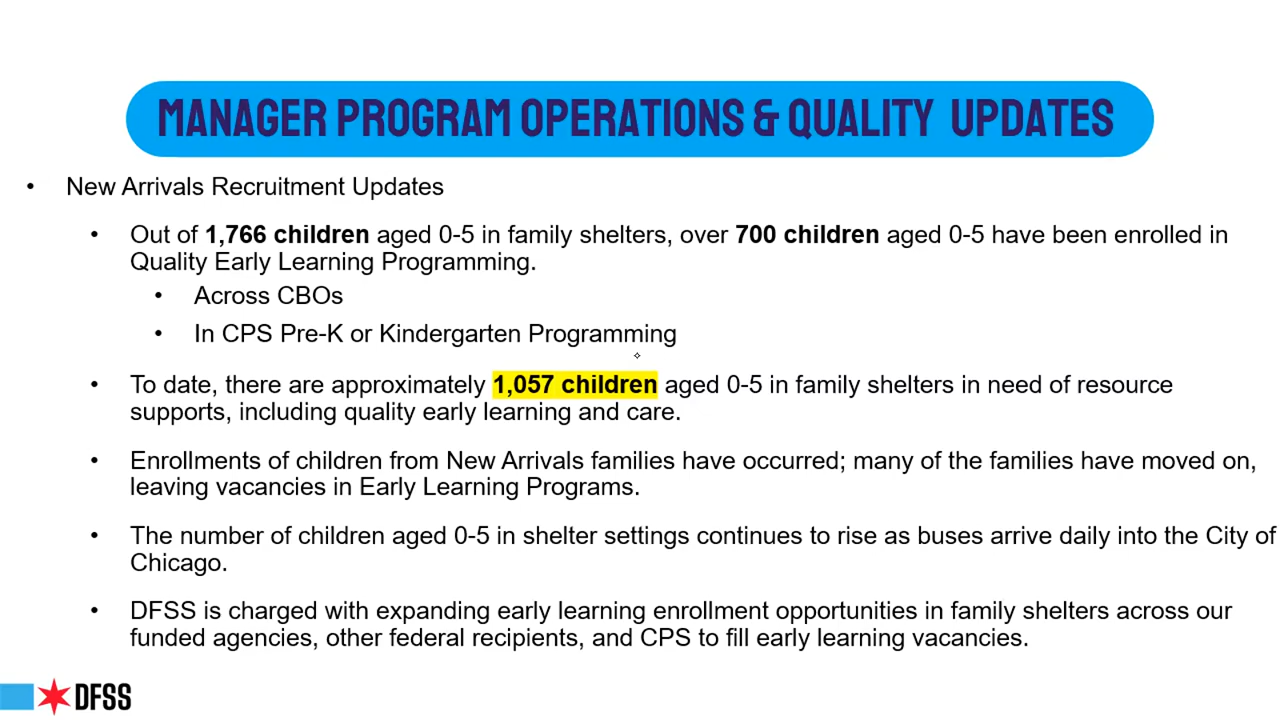 MANAGER PROGRAM OPERATIONS & QUALITY UPDATES
• New Arrivals Recruitment Updates
• Out of 1,766 children aged 0-5 in family shelters, over 700 children aged 0-5 have been enrolled in
Quality Early Learning Programming.
• Across CBOs
• In CPS Pre-K or Kindergarten Programming
• To date, there are approximately 1,057 children aged 0-5 in family shelters in need of resource
supports, including quality early learning and care.
• Enrollments of children from New Arrivals families have occurred; many of the families have moved on,
leaving vacancies in Early Learning Programs.
• The number of children aged 0-5 in shelter settings continues to rise as buses arrive daily into the City of
Chicago.
• DFSS is charged with expanding early learning enrollment opportunities in family shelters across our
funded agencies, other federal recipients, and CPS to fill early learning vacancies.
DFSS